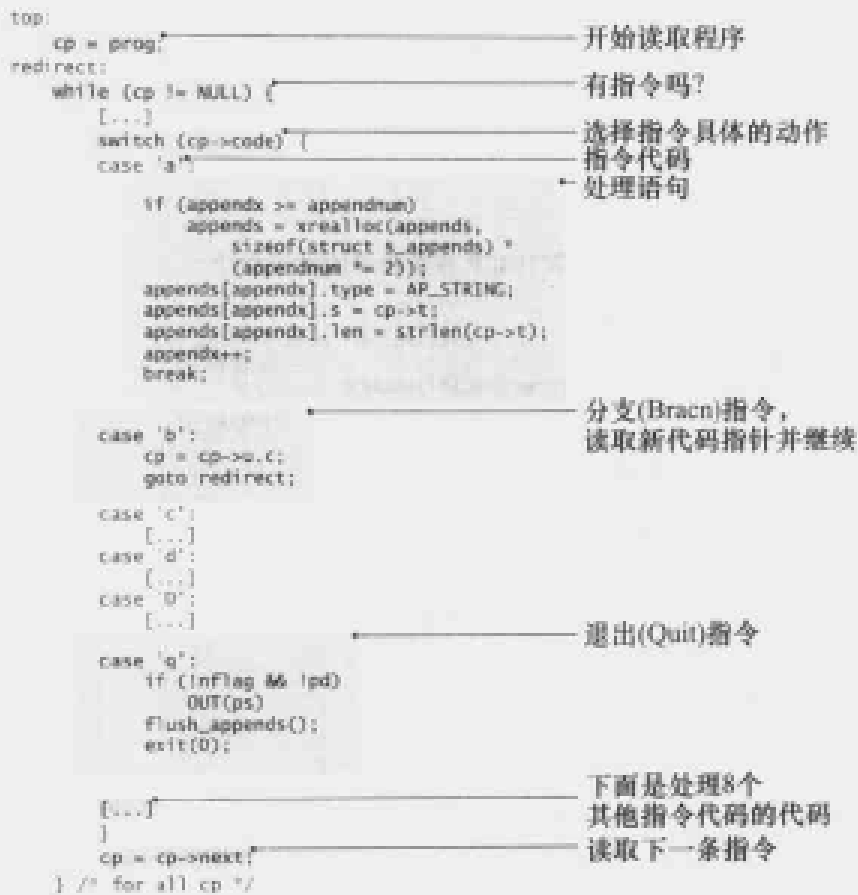 top:
cp = prog; 开始读取程序
redirect:
while (cp != NULL) { 有指令吗?
[...]
switch (cp->code) { 选择指令具体的动作
case 'a': 指令代码
处理语句
if (appendx >= appendnum)
appends = xrealloc(appends,
sizeof(struct s_appends) *
(appendnum *= 2));
appends[appendx].type = AP_STRING;
appends[appendx].s = cp->t;
appends[appendx].len = strlen(cp->t);
appendx++;
break;
分支(Bracn)指令,
case 'b': 读取新代码指针并继续
cp = cp->u.c;
goto redirect;
case 'c':
[...]
case 'd':
[...]
case 'D':
[...]
退出(Quit)指令
case 'q':
if (!nflag && !pd)
OUT(ps)
flush_appends();
exit(0);
下面是处理8个
[...] 其他指令代码的代码
}
cp = cp->next; 读取下一条指令
} /* for all cp */